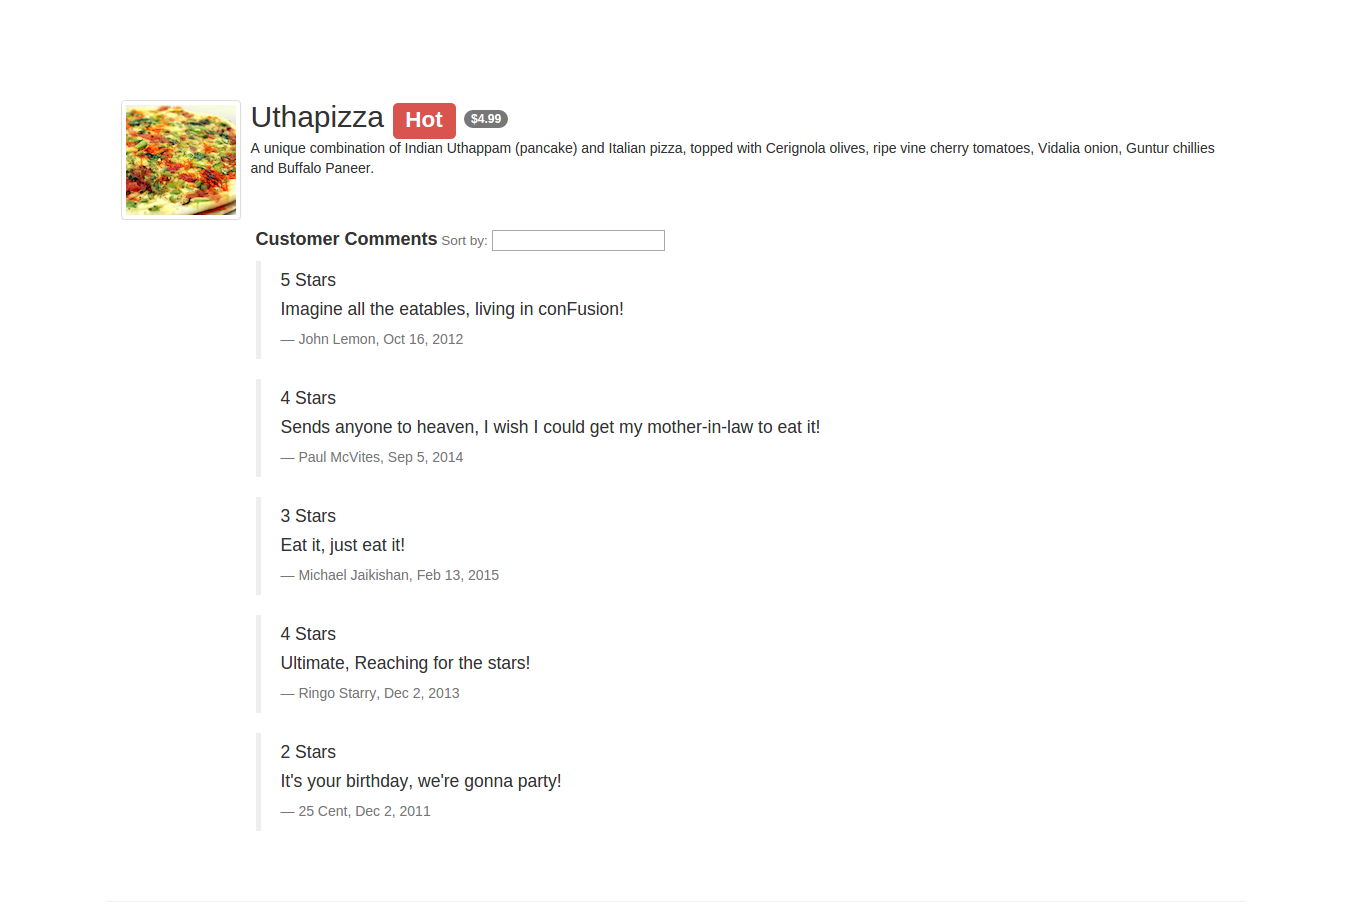 Uthapizza Hot $4.99
A unique combination of Indian Uthappam (pancake) and Italian pizza, topped with Cerignola olives, ripe vine cherry tomatoes, Vidalia onion, Guntur chillies
and Buffalo Paneer.
Customer Comments Sort by:
5 Stars
Imagine all the eatables, living in conFusion!
— John Lemon, Oct 16, 2012
4 Stars
Sends anyone to heaven, I wish I could get my mother-in-law to eat it!
— Paul McVites, Sep 5, 2014
3 Stars
Eat it, just eat it!
— Michael Jaikishan, Feb 13, 2015
4 Stars
Ultimate, Reaching for the stars!
— Ringo Starry, Dec 2, 2013
2 Stars
It's your birthday, we're gonna party!
— 25 Cent, Dec 2, 2011